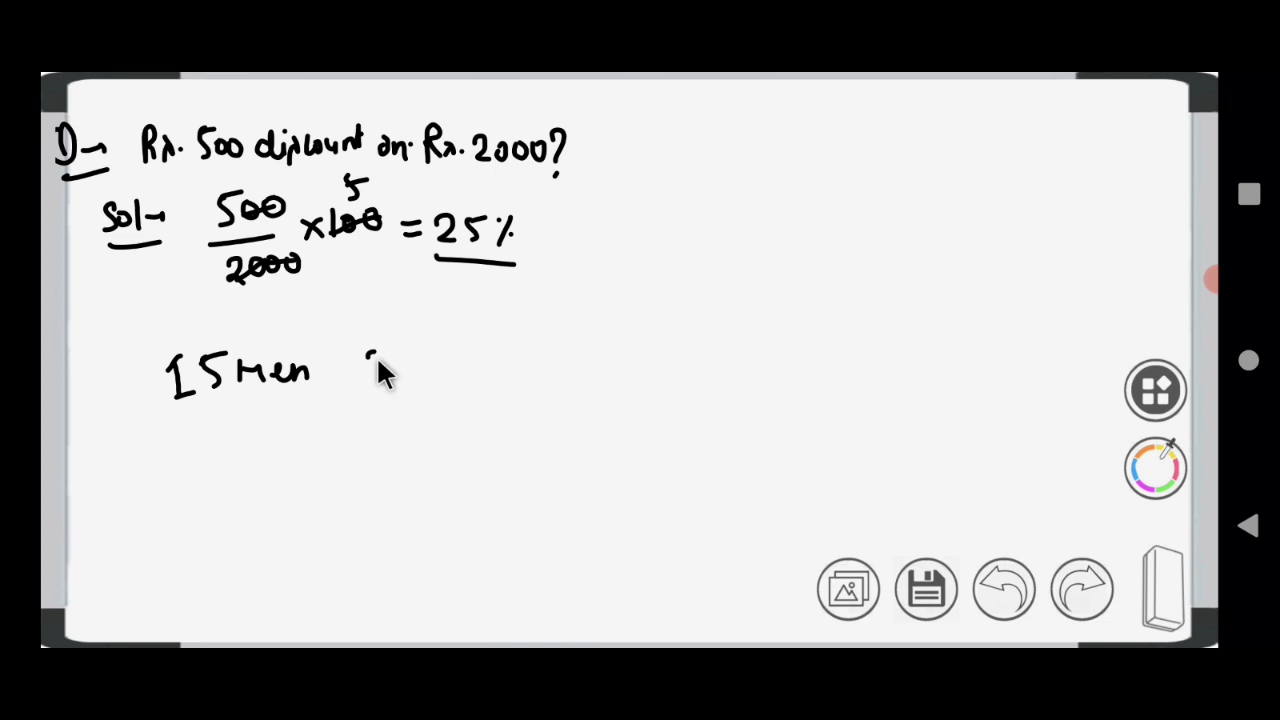 D→ Rs. 500 discount on Rs. 2000?
Sol→ 500/2000 ×100 = 25%
5
15 Men